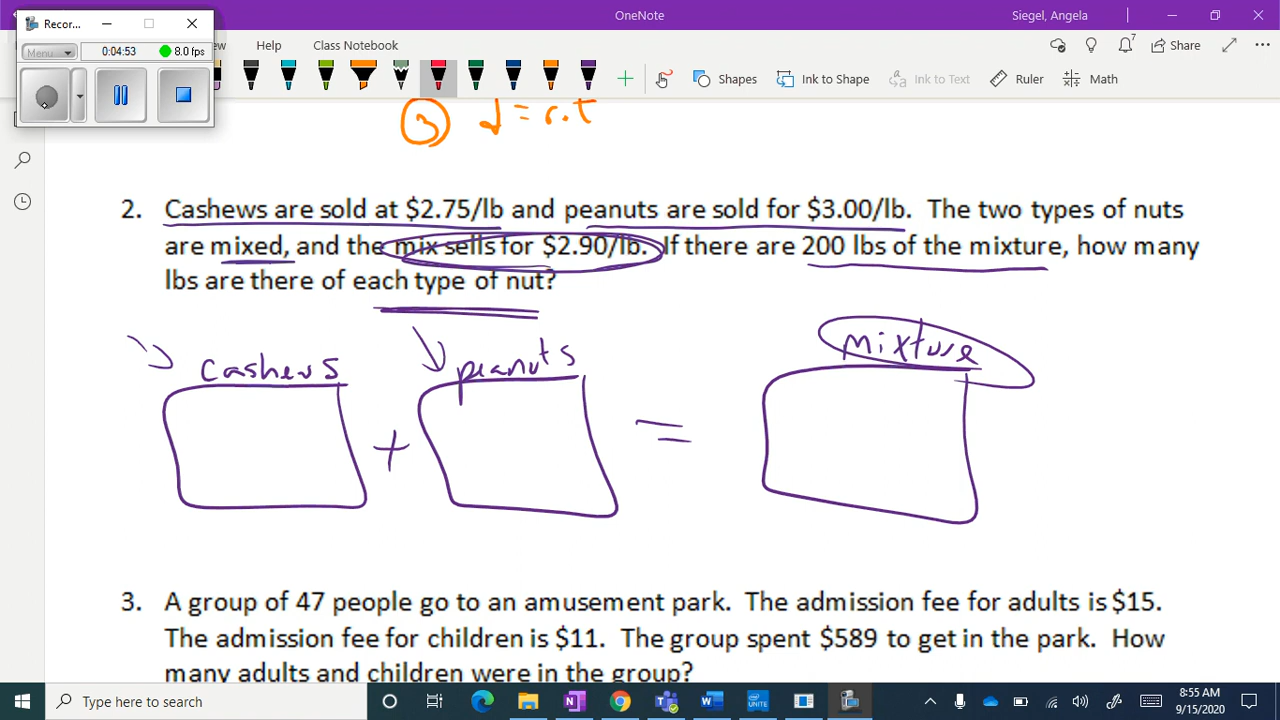 Recor...
OneNote
Siegel, Angela
Menu
0:04:53
8.0 fps
ew
Help
Class Notebook
7
Share
Shapes
Ink to Shape
Ink to Text
Ruler
Math
3 d = r.t
2. Cashews are sold at $2.75/lb and peanuts are sold for $3.00/lb. The two types of nuts
are mixed, and the mix sells for $2.90/lb. If there are 200 lbs of the mixture, how many
lbs are there of each type of nut?
cashews
peanuts
mixture
+
=
3. A group of 47 people go to an amusement park. The admission fee for adults is $15.
The admission fee for children is $11. The group spent $589 to get in the park. How
many adults and children were in the group?
Type here to search
UNITE
8:55 AM
9/15/2020